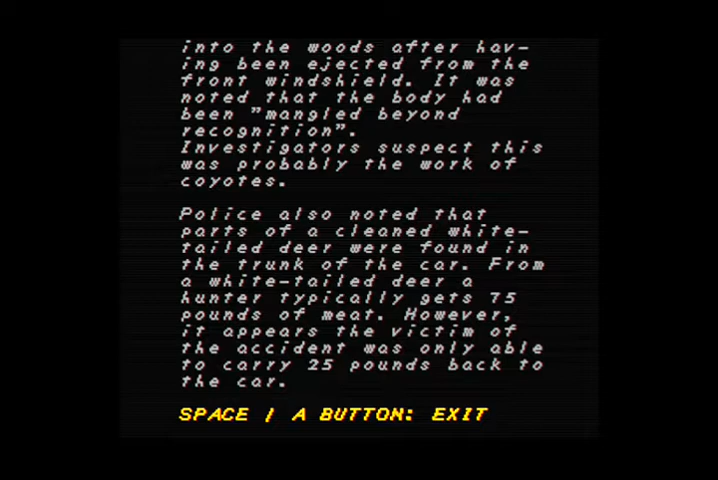 into the woods after hav-
ing been ejected from the
front windshield. It was
noted that the body had
been "mangled beyond
recognition".
Investigators suspect this
was probably the work of
coyotes.
Police also noted that
parts of a cleaned white-
tailed deer were found in
the trunk of the car. From
a white-tailed deer a
hunter typically gets 75
pounds of meat. However,
it appears the victim of
the accident was only able
to carry 25 pounds back to
the car.
SPACE / A BUTTON: EXIT